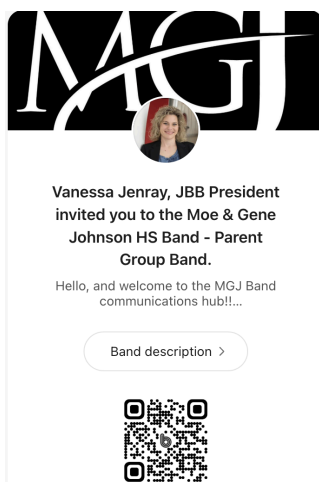 MGJ
Vanessa Jenray, JBB President
invited you to the Moe & Gene
Johnson HS Band - Parent
Group Band.
Hello, and welcome to the MGJ Band
communications hub!!...
Band description >
b